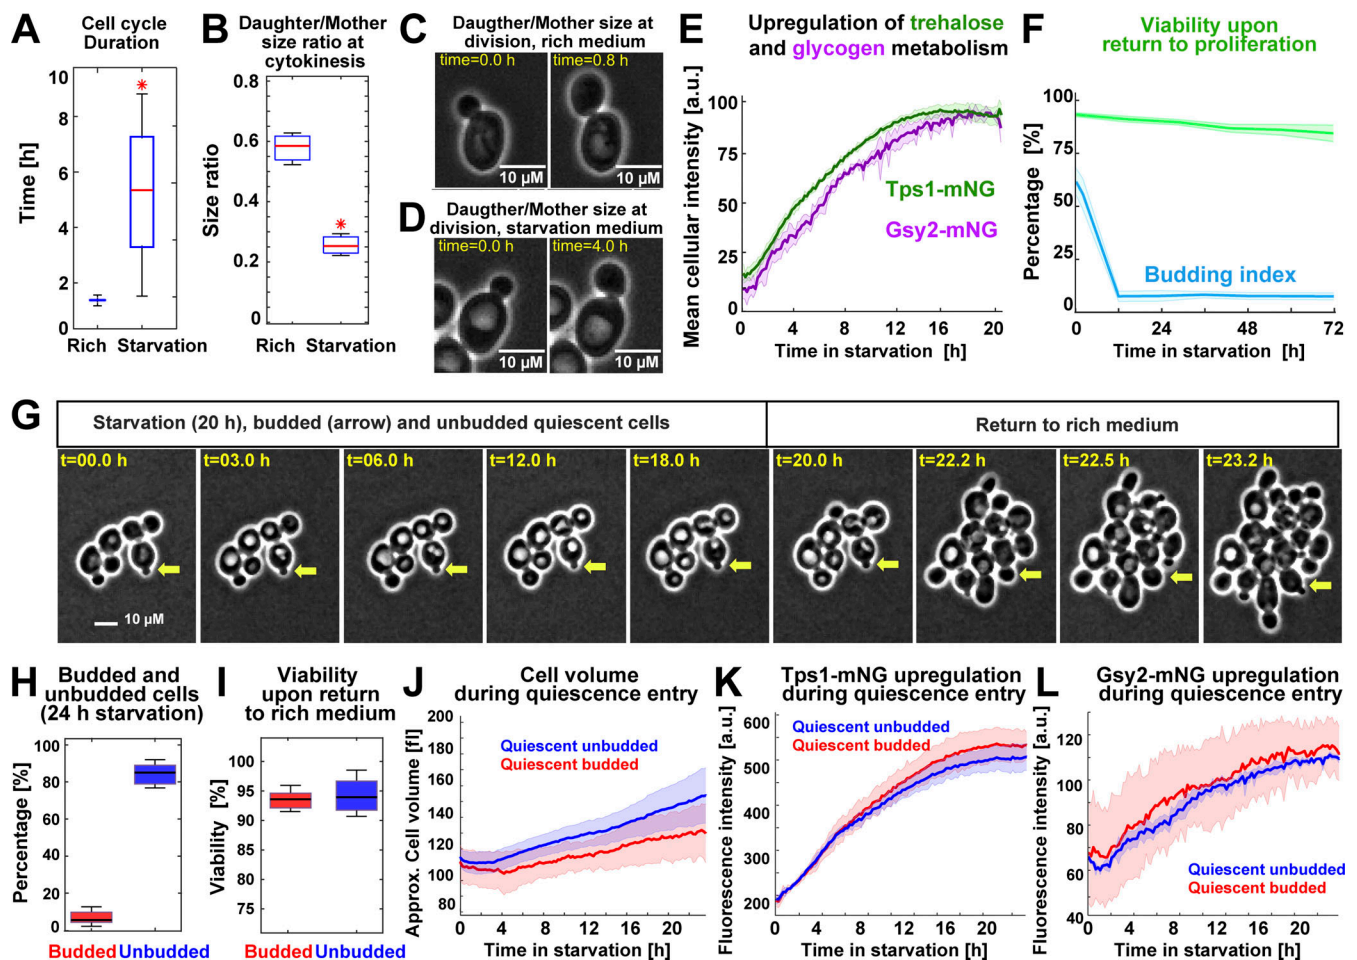 A
Cell cycle
Duration
Time [h]
10
8
6
4
2
0
Rich
Starvation
*
B
Daughter/Mother
size ratio at
cytokinesis
Size ratio
0.8
0.6
0.4
0.2
0
Rich
Starvation
*
C
Daugther/Mother size at
division, rich medium
time=0.0 h
10 µM
time=0.8 h
10 µM
D
Daugther/Mother size at
division, starvation medium
time=0.0 h
10 µM
time=4.0 h
10 µM
E
Upregulation of trehalose
and glycogen metabolism
Mean cellular intensity [a.u.]
100
75
50
25
0
Tps1-mNG
Gsy2-mNG
0 4 8 12 16 20
Time in starvation [h]
F
Viability upon
return to proliferation
Percentage [%]
100
80
60
40
20
0
Budding index
0 24 48 72
Time in starvation [h]
G
Starvation (20 h), budded (arrow) and unbudded quiescent cells
Return to rich medium
t=00.0 h
t=03.0 h
t=06.0 h
t=12.0 h
t=18.0 h
t=20.0 h
t=22.2 h
t=22.5 h
t=23.2 h
10 µM
H
Budded and
unbudded cells
(24 h starvation)
Percentage [%]
100
80
60
40
20
0
Budded
Unbudded
I
Viability
upon return
to rich medium
Viability [%]
100
95
90
85
80
75
Budded
Unbudded
J
Cell volume
during quiescence entry
Approx. Cell volume [fl]
200
180
160
140
120
100
80
Quiescent unbudded
Quiescent budded
0 4 8 12 16 20
Time in starvation [h]
K
Tps1-mNG upregulation
during quiescence entry
Fluorescence intensity [a.u.]
600
500
400
300
200
Quiescent unbudded
Quiescent budded
0 4 8 12 16 20
Time in starvation [h]
L
Gsy2-mNG upregulation
during quiescence entry
Fluorescence intensity [a.u.]
120
100
80
60
40
Quiescent unbudded
Quiescent budded
0 4 8 12 16 20
Time in starvation [h]